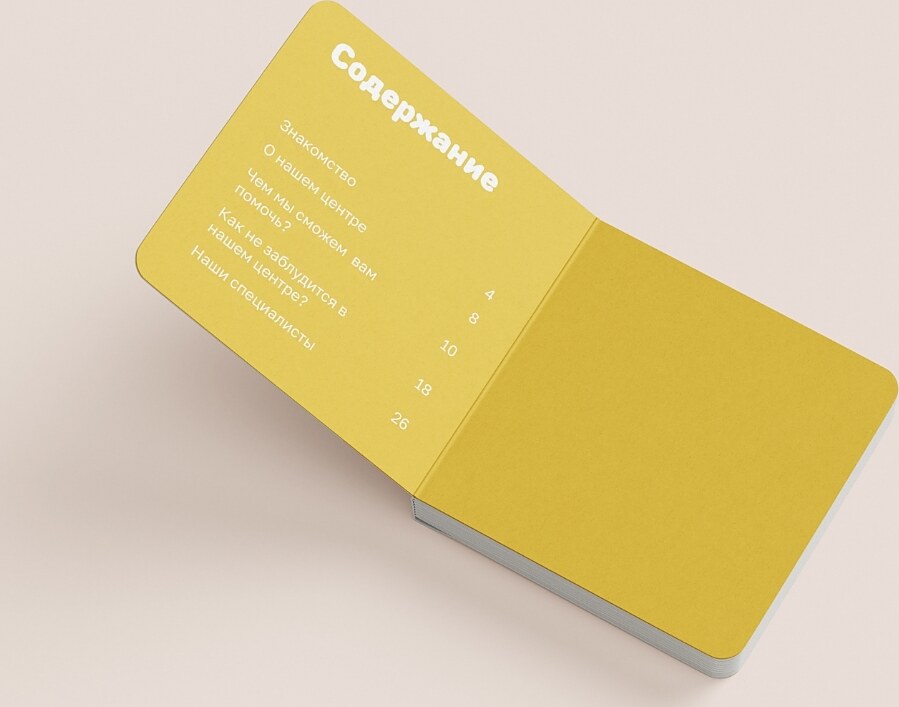 Содержание
Знакомство
О нашем центре
Чем мы сможем вам
помочь?
Как не заблудится в
нашем центре?
Наши специалисты
4
8
10
18
26